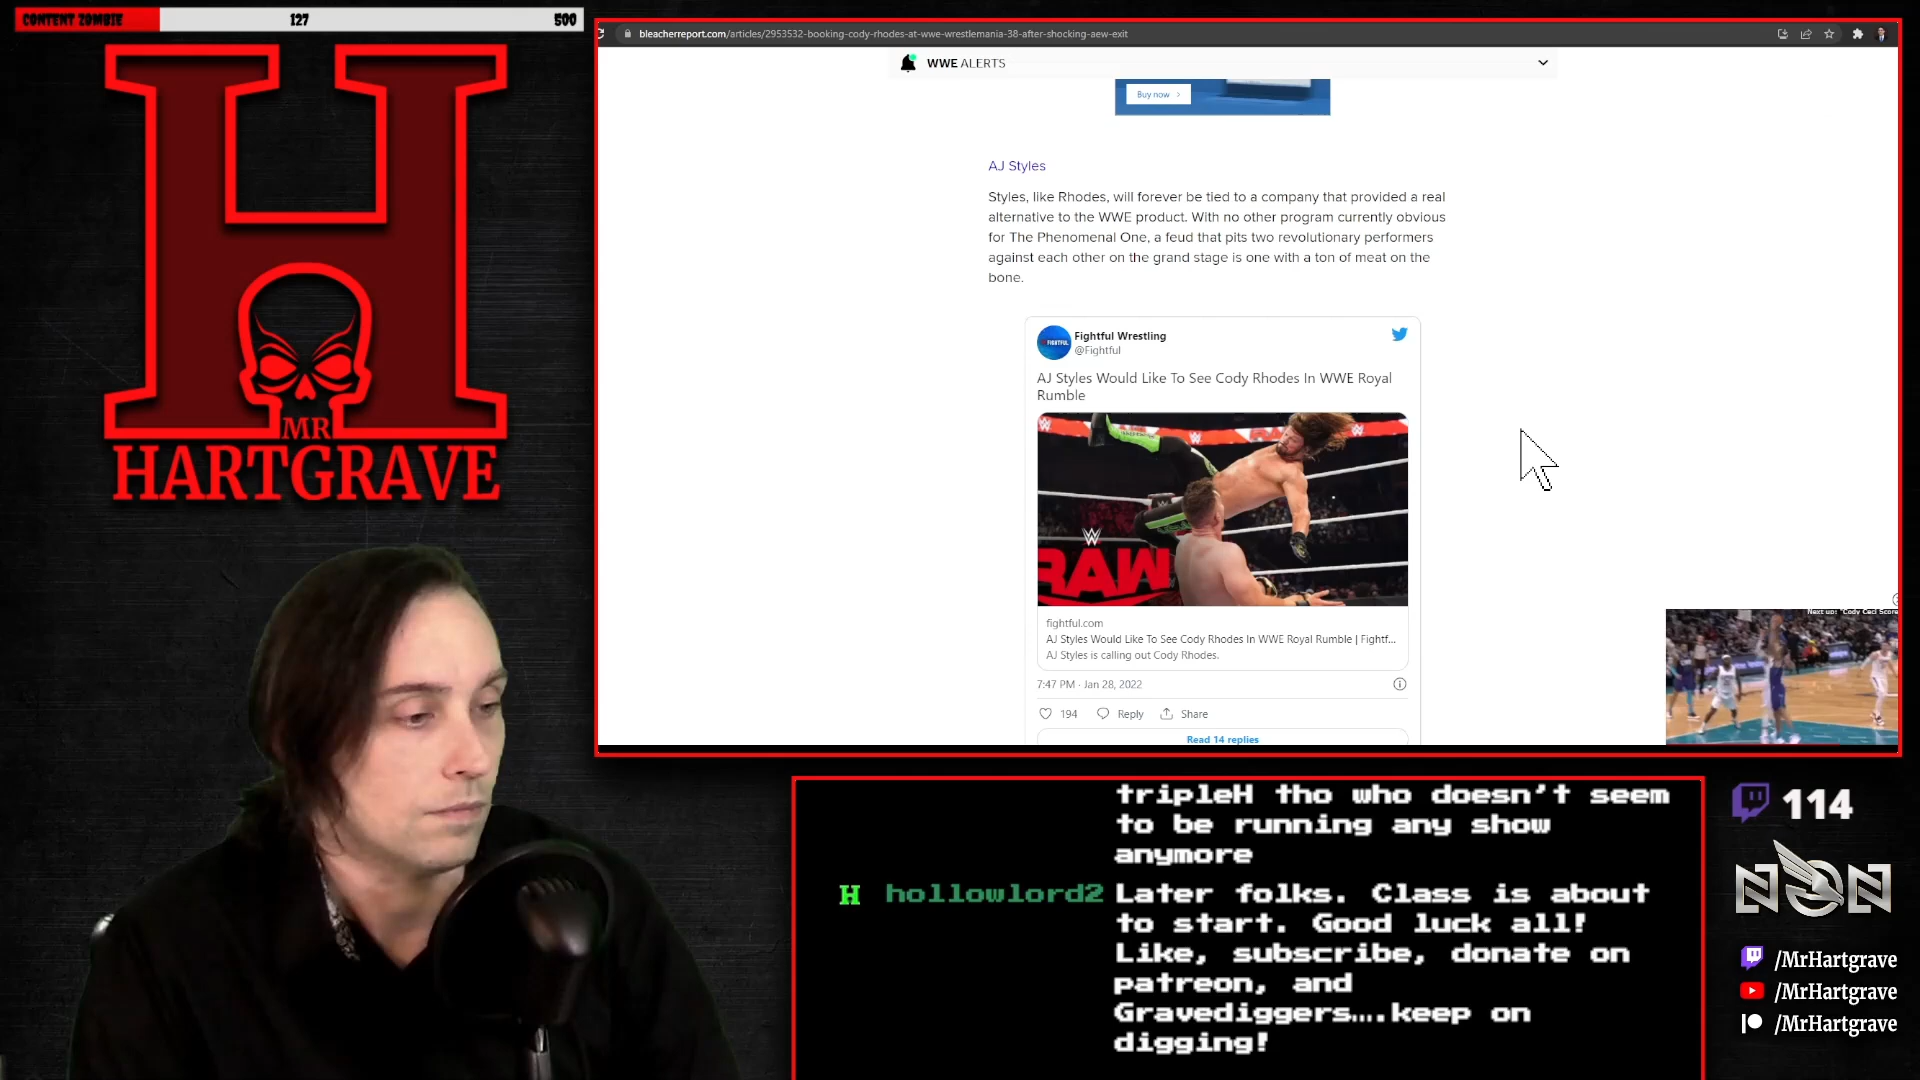 CONTENT ZOMBIE
127
500
MR
HARTGRAVE
bleacherreport.com/articles/2953532-booking-cody-rhodes-at-wwe-wrestlemania-38-after-shocking-aew-exit
WWE ALERTS
Buy now >
AJ Styles
Styles, like Rhodes, will forever be tied to a company that provided a real
alternative to the WWE product. With no other program currently obvious
for The Phenomenal One, a feud that pits two revolutionary performers
against each other on the grand stage is one with a ton of meat on the
bone.
FIGHTFUL
Fightful Wrestling
@Fightful
AJ Styles Would Like To See Cody Rhodes In WWE Royal
Rumble
RAW
fightful.com
AJ Styles Would Like To See Cody Rhodes In WWE Royal Rumble | Fightf...
AJ Styles is calling out Cody Rhodes.
7:47 PM · Jan 28, 2022
194 Reply Share
Read 14 replies
Next up: "Cody Ceci Score
tripleH tho who doesn't seem
to be running any show
anymore
H hollowlord2 Later folks. Class is about
to start. Good luck all!
Like, subscribe, donate on
patreon, and
Gravediggers....keep on
digging!
114
NON
/MrHartgrave
/MrHartgrave
/MrHartgrave